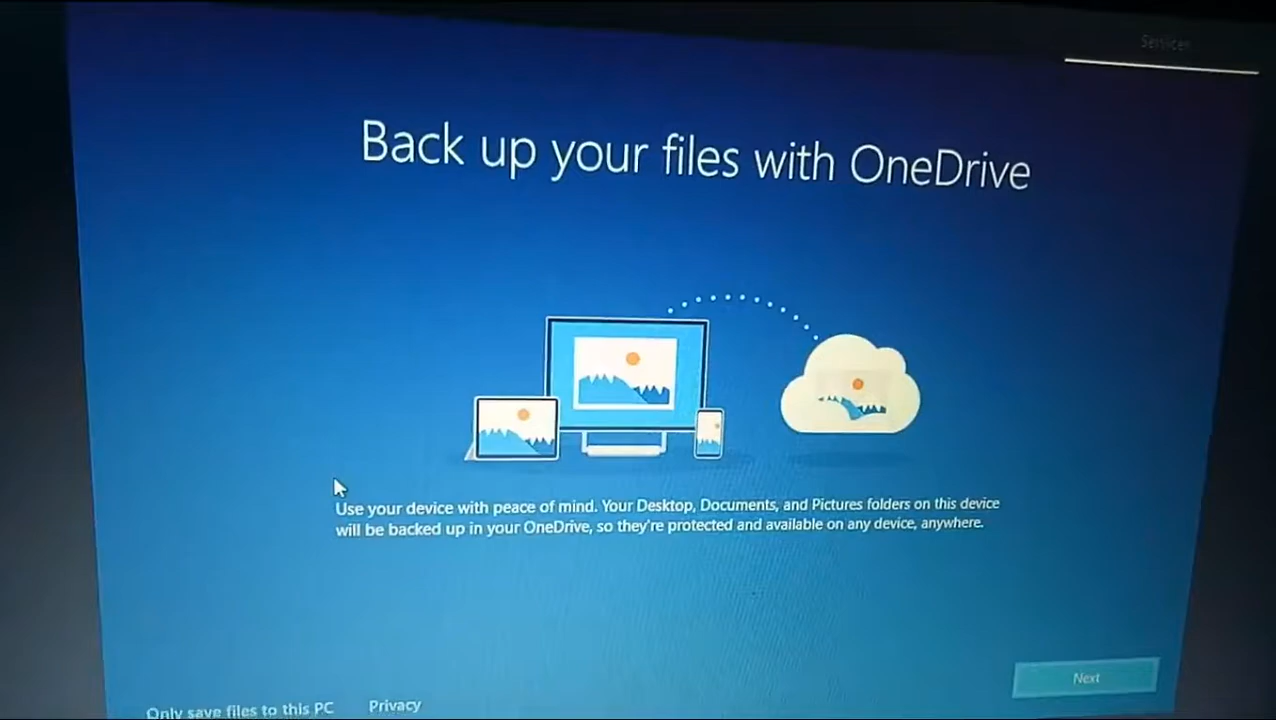 Services
Back up your files with OneDrive
Use your device with peace of mind. Your Desktop, Documents, and Pictures folders on this device
will be backed up in your OneDrive, so they're protected and available on any device, anywhere.
Next
Only save files to this PC Privacy